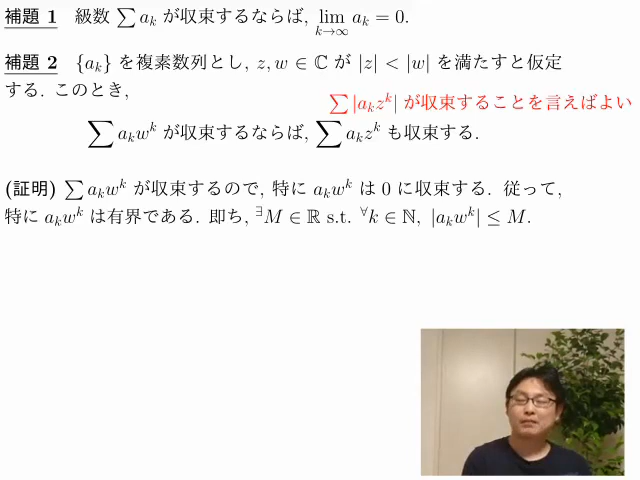 補題 1 級数 ∑ a_k が収束するならば, lim_{k→∞} a_k = 0.
補題 2 {a_k} を複素数列とし, z, w ∈ ℂ が |z| < |w| を満たすと仮定
する. このとき,
∑ |a_k z^k| が収束することを言えばよい
∑ a_k w^k が収束するならば, ∑ a_k z^k も収束する.
(証明) ∑ a_k w^k が収束するので, 特に a_k w^k は 0 に収束する. 従って,
特に a_k w^k は有界である. 即ち, ^∃M ∈ ℝ s.t. ^∀k ∈ ℕ, |a_k w^k| ≤ M.